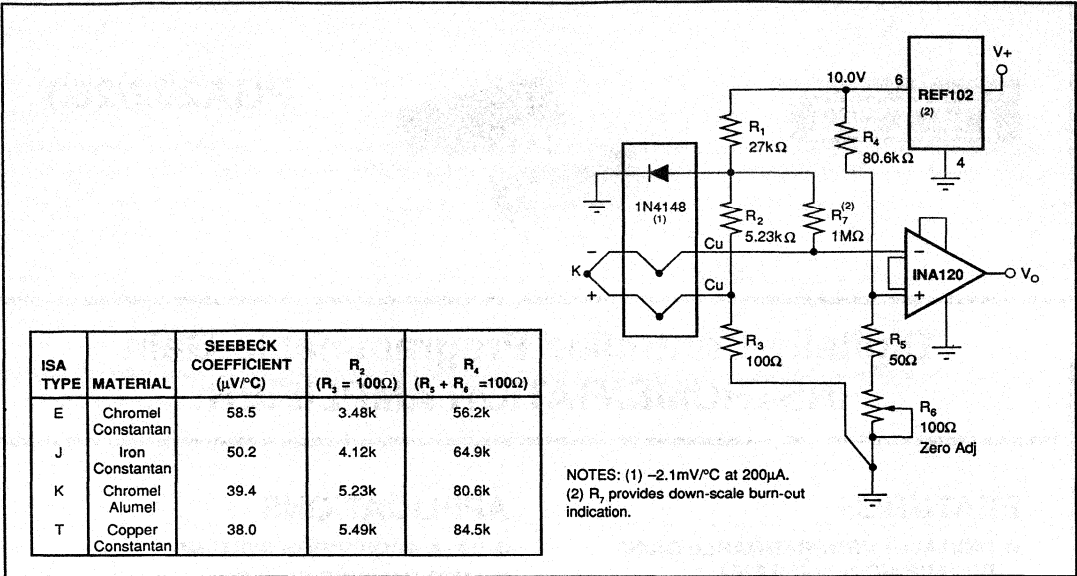 V+
10.0V
6
REF102
(2)
4
R1
27kΩ
R4
80.6kΩ
1N4148
(1)
R2
5.23kΩ
R7(2)
1MΩ
Cu
−
K
+
Cu
−
INA120
+
VO
R3
100Ω
R5
50Ω
R6
100Ω
Zero Adj
ISA TYPE | MATERIAL | SEEBECK COEFFICIENT (µV/°C) | R2 (R3 = 100Ω) | R4 (R5 + R6 =100Ω)
E | Chromel Constantan | 58.5 | 3.48k | 56.2k
J | Iron Constantan | 50.2 | 4.12k | 64.9k
K | Chromel Alumel | 39.4 | 5.23k | 80.6k
T | Copper Constantan | 38.0 | 5.49k | 84.5k
NOTES: (1) −2.1mV/°C at 200µA.
(2) R7 provides down-scale burn-out
indication.